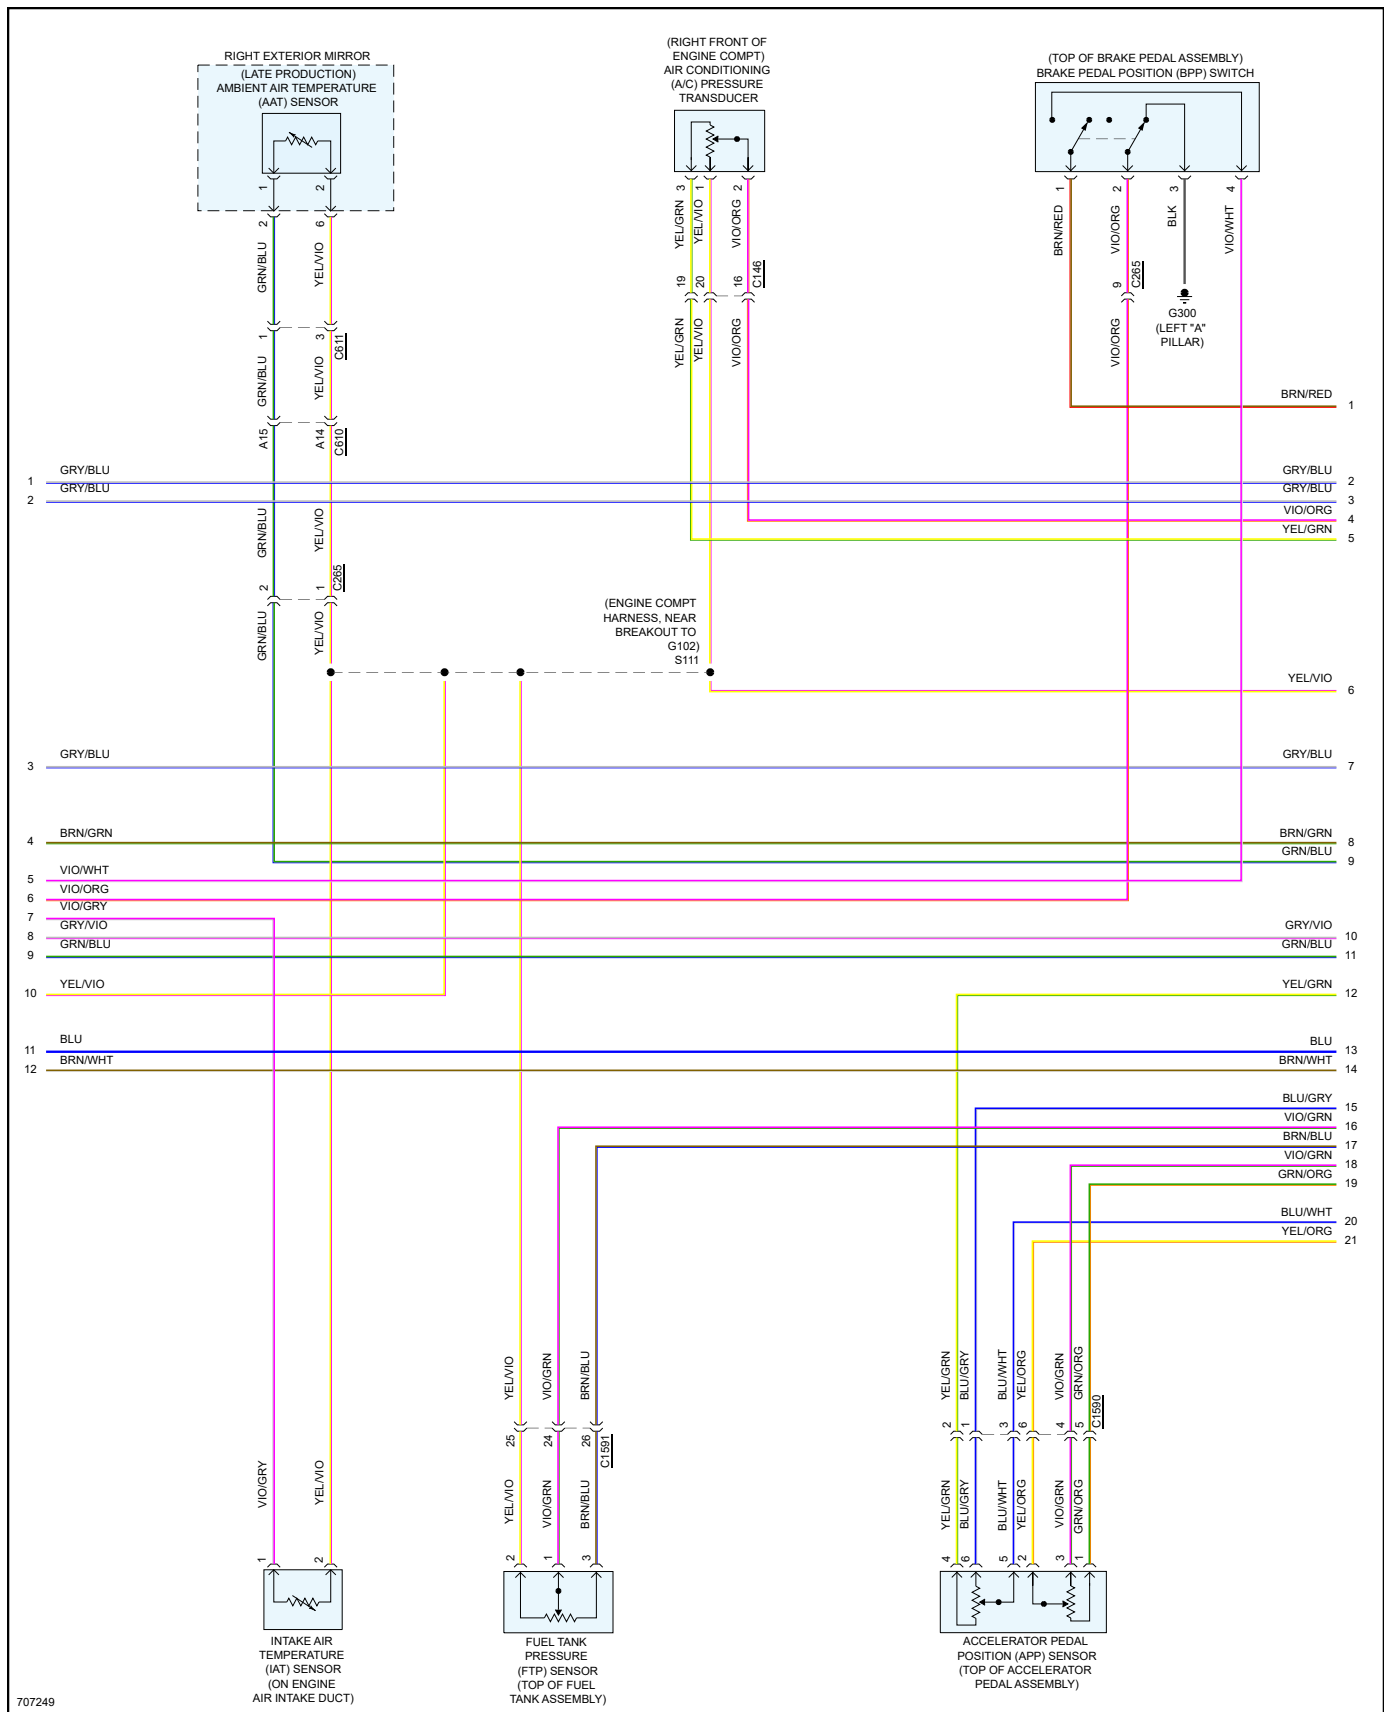 RIGHT EXTERIOR MIRROR
(LATE PRODUCTION)
AMBIENT AIR TEMPERATURE
(AAT) SENSOR
(RIGHT FRONT OF
ENGINE COMPT)
AIR CONDITIONING
(A/C) PRESSURE
TRANSDUCER
(TOP OF BRAKE PEDAL ASSEMBLY)
BRAKE PEDAL POSITION (BPP) SWITCH
1 2
3 1 2
1 2 3 4
2 6
GRN/BLU YEL/VIO
YEL/GRN YEL/VIO VIO/ORG
BRN/RED VIO/ORG BLK VIO/WHT
19 20 16 C146
9 C265
G300
(LEFT "A"
PILLAR)
1 3 C611
GRN/BLU YEL/VIO
YEL/GRN YEL/VIO VIO/ORG
VIO/ORG
BRN/RED 1
A15 A14 C610
1 GRY/BLU GRY/BLU 2
2 GRY/BLU GRY/BLU 3
VIO/ORG 4
YEL/GRN 5
GRN/BLU YEL/VIO
2 1 C265
GRN/BLU YEL/VIO
(ENGINE COMPT
HARNESS, NEAR
BREAKOUT TO
G102)
S111
YEL/VIO 6
3 GRY/BLU GRY/BLU 7
4 BRN/GRN BRN/GRN 8
GRN/BLU 9
5 VIO/WHT
6 VIO/ORG
7 VIO/GRY
8 GRY/VIO GRY/VIO 10
9 GRN/BLU GRN/BLU 11
10 YEL/VIO YEL/GRN 12
11 BLU BLU 13
12 BRN/WHT BRN/WHT 14
BLU/GRY 15
VIO/GRN 16
BRN/BLU 17
VIO/GRN 18
GRN/ORG 19
BLU/WHT 20
YEL/ORG 21
YEL/VIO VIO/GRN BRN/BLU
YEL/GRN BLU/GRY BLU/WHT YEL/ORG VIO/GRN GRN/ORG
25 24 26 C1591
2 1 3 6 4 5 C1590
VIO/GRY YEL/VIO
YEL/VIO VIO/GRN BRN/BLU
YEL/GRN BLU/GRY BLU/WHT YEL/ORG VIO/GRN GRN/ORG
1 2
2 1 3
4 6 5 2 3 1
INTAKE AIR
TEMPERATURE
(IAT) SENSOR
(ON ENGINE
AIR INTAKE DUCT)
FUEL TANK
PRESSURE
(FTP) SENSOR
(TOP OF FUEL
TANK ASSEMBLY)
ACCELERATOR PEDAL
POSITION (APP) SENSOR
(TOP OF ACCELERATOR
PEDAL ASSEMBLY)
707249